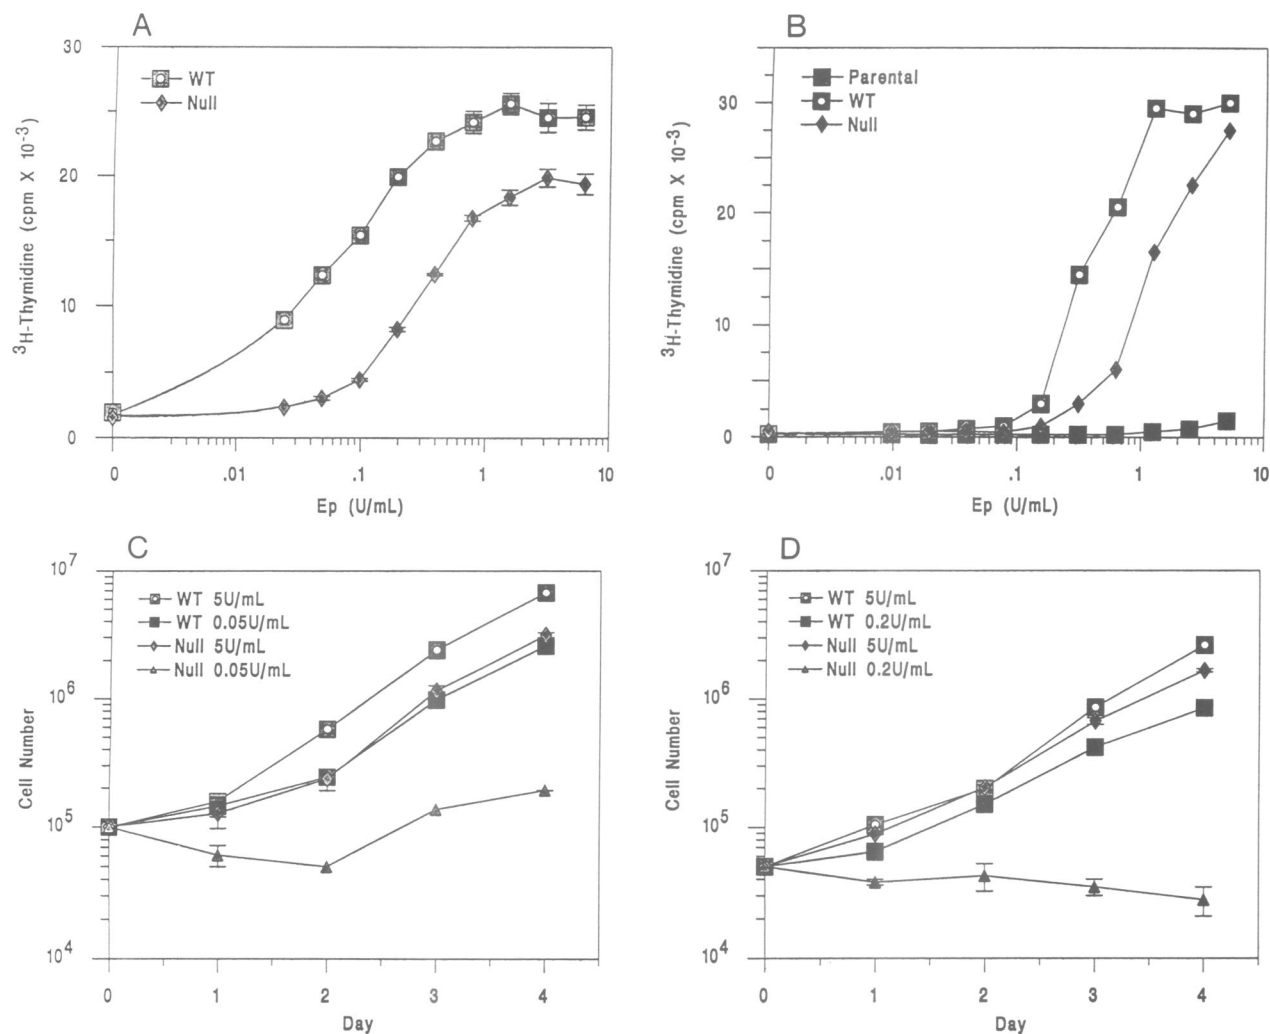 A
30
20
10
0
³H-Thymidine (cpm X 10⁻³)
WT
Null
0 .01 .1 1 10
Ep (U/mL)
B
30
20
10
0
³H-Thymidine (cpm X 10⁻³)
Parental
WT
Null
0 .01 .1 1 10
Ep (U/mL)
C
10⁷
10⁶
10⁵
10⁴
Cell Number
WT 5U/mL
WT 0.05U/mL
Null 5U/mL
Null 0.05U/mL
0 1 2 3 4
Day
D
10⁷
10⁶
10⁵
10⁴
Cell Number
WT 5U/mL
WT 0.2U/mL
Null 5U/mL
Null 0.2U/mL
0 1 2 3 4
Day